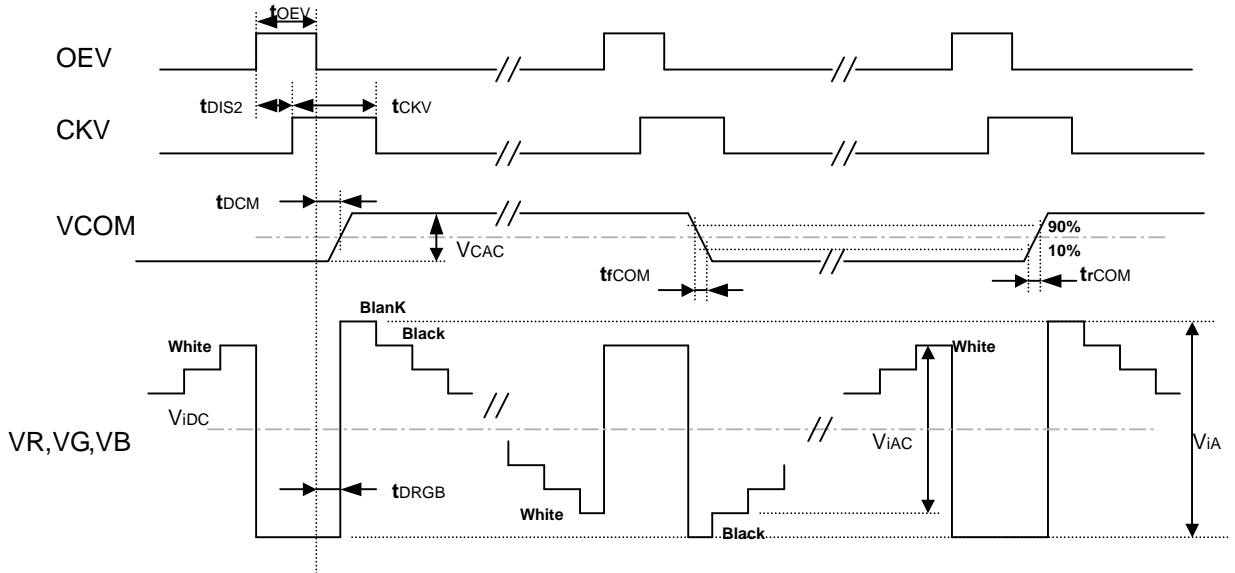 tOEV
OEV
tDIS2
tCKV
CKV
tDCM
VCOM
VCAC
90%
10%
tfCOM
trCOM
BlanK
Black
White
White
ViDC
VR,VG,VB
ViAC
ViA
tDRGB
White
Black